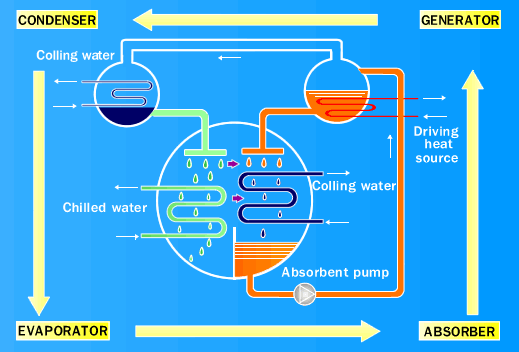 CONDENSER
GENERATOR
Colling water
Driving
heat
source
Colling water
Chilled water
Absorbent pump
EVAPORATOR
ABSORBER